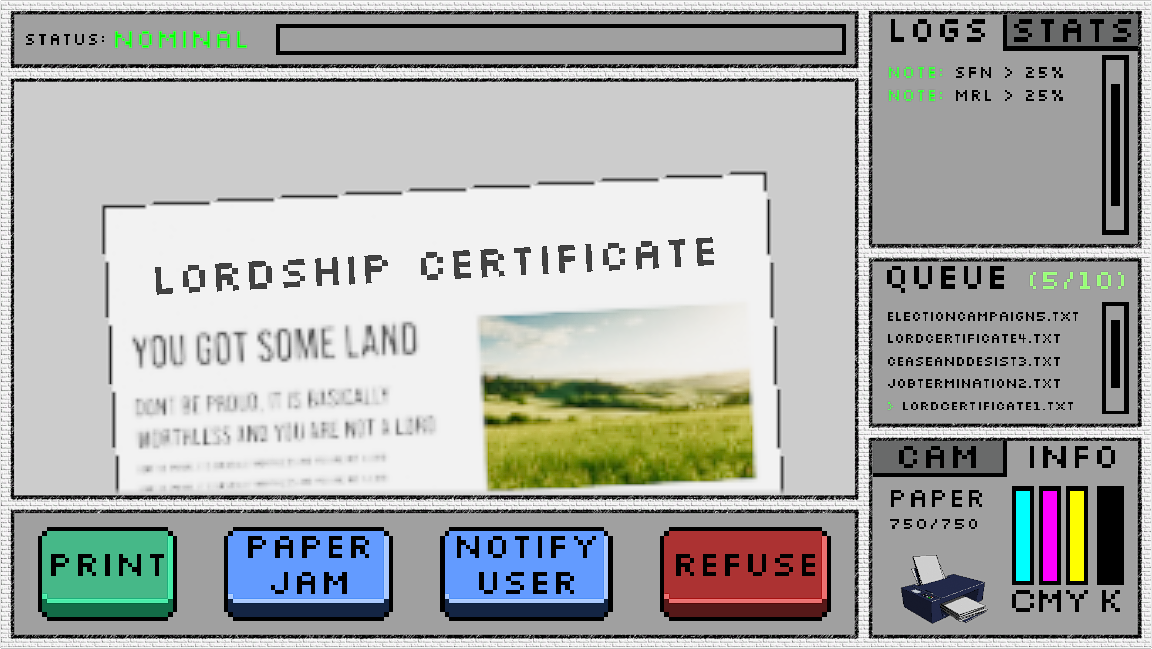 STATUS: NOMINAL
LORDSHIP CERTIFICATE
YOU GOT SOME LAND
DONT BE PROUD, IT IS BASICALLY
WORTHLESS AND YOU ARE NOT A LORD
PRINT
PAPER
JAM
NOTIFY
USER
REFUSE
LOGS STATS
NOTE: SFN > 25%
NOTE: MRL > 25%
QUEUE (5/10)
ELECTIONCAMPAIGN5.TXT
LORDCERTIFICATE4.TXT
CEASEANDDESIST3.TXT
JOBTERMINATION2.TXT
> LORDCERTIFICATE1.TXT
CAM INFO
PAPER
750/750
CMY K